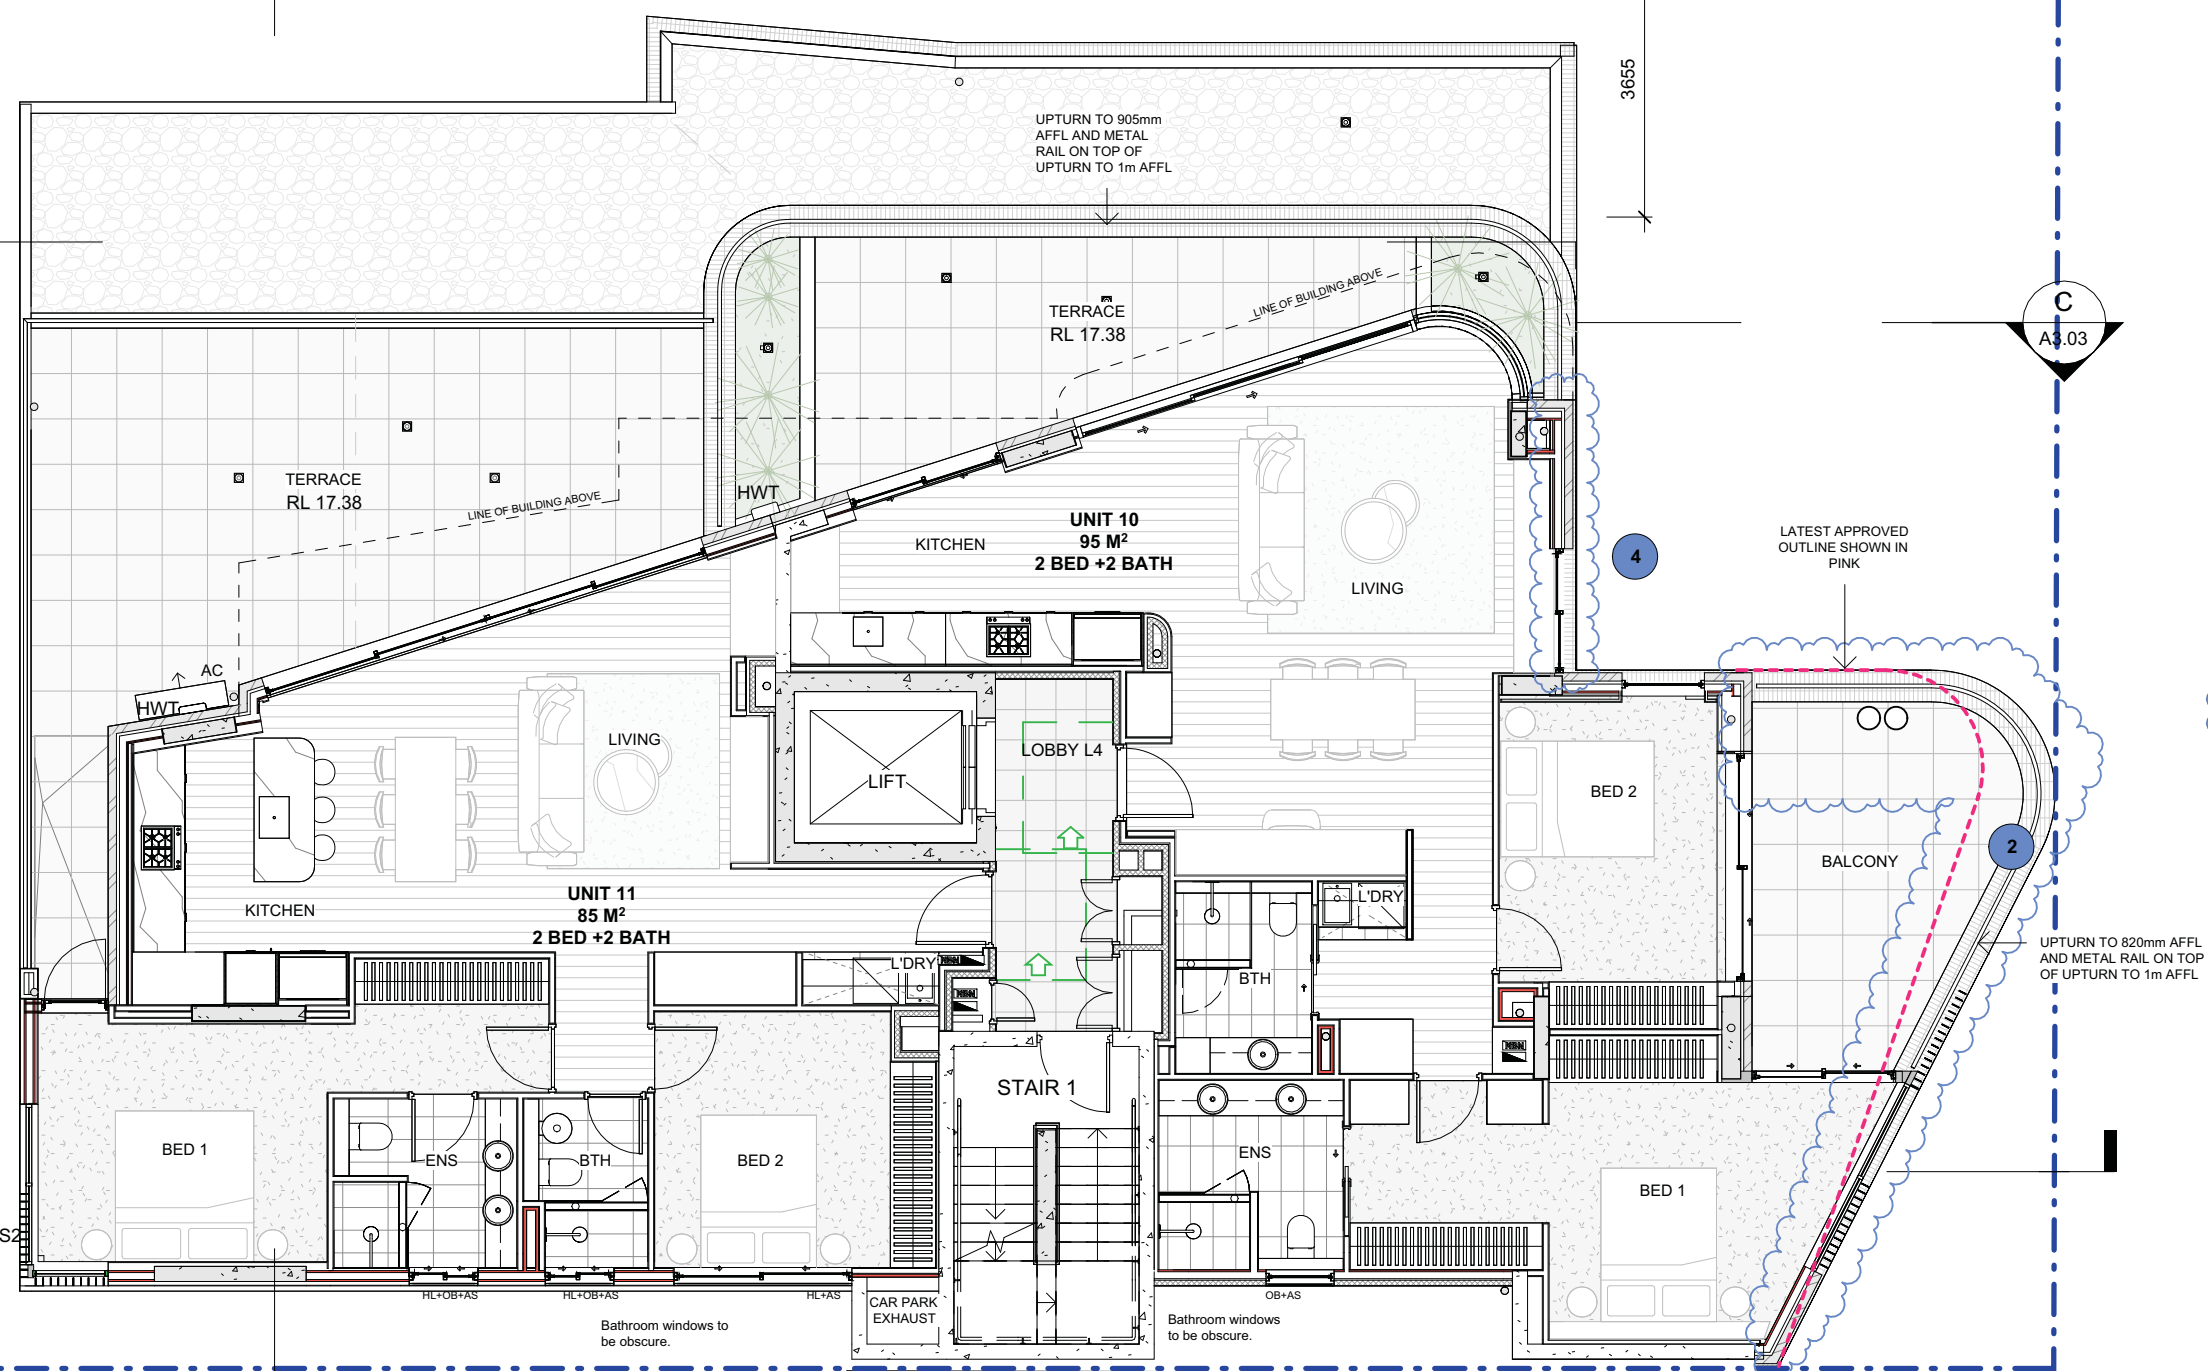 3655
UPTURN TO 905mm
AFFL AND METAL
RAIL ON TOP OF
UPTURN TO 1m AFFL
LINE OF BUILDING ABOVE
TERRACE
RL 17.38
C
A3.03
TERRACE
RL 17.38
LINE OF BUILDING ABOVE
HWT
UNIT 10
95 M²
2 BED +2 BATH
KITCHEN
LIVING
4
LATEST APPROVED
OUTLINE SHOWN IN
PINK
AC
HWT
LIVING
LIFT
LOBBY L4
BED 2
BALCONY
2
UNIT 11
85 M²
2 BED +2 BATH
KITCHEN
L'DRY
L'DRY
NBN
UPTURN TO 820mm AFFL
AND METAL RAIL ON TOP
OF UPTURN TO 1m AFFL
BTH
NBN
NBN
STAIR 1
BED 1
ENS
BTH
BED 2
ENS
BED 1
S2
HL+OB+AS
HL+OB+AS
HL+AS
CAR PARK
EXHAUST
OB+AS
Bathroom windows to
be obscure.
Bathroom windows
to be obscure.